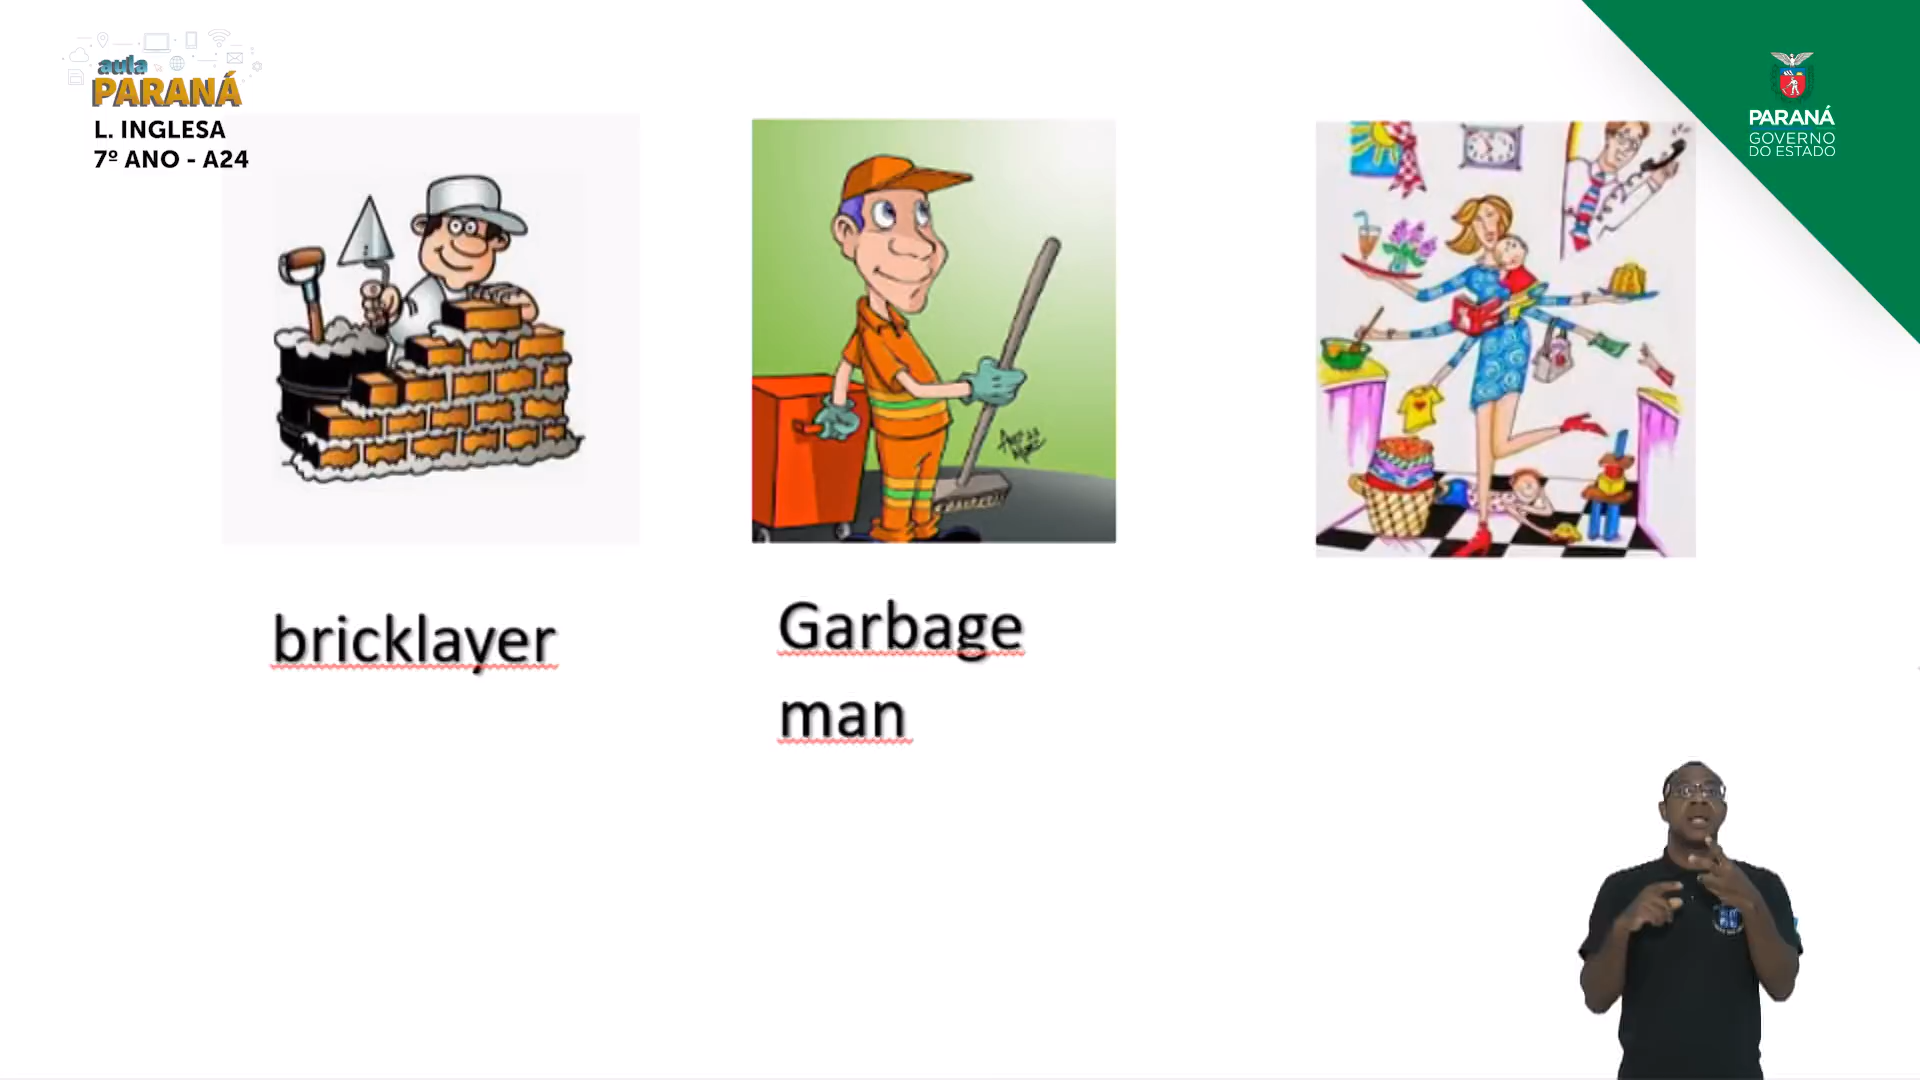 aula
PARANÁ
L. INGLESA
7º ANO - A24
PARANÁ
GOVERNO
DO ESTADO
bricklayer
Garbage
man